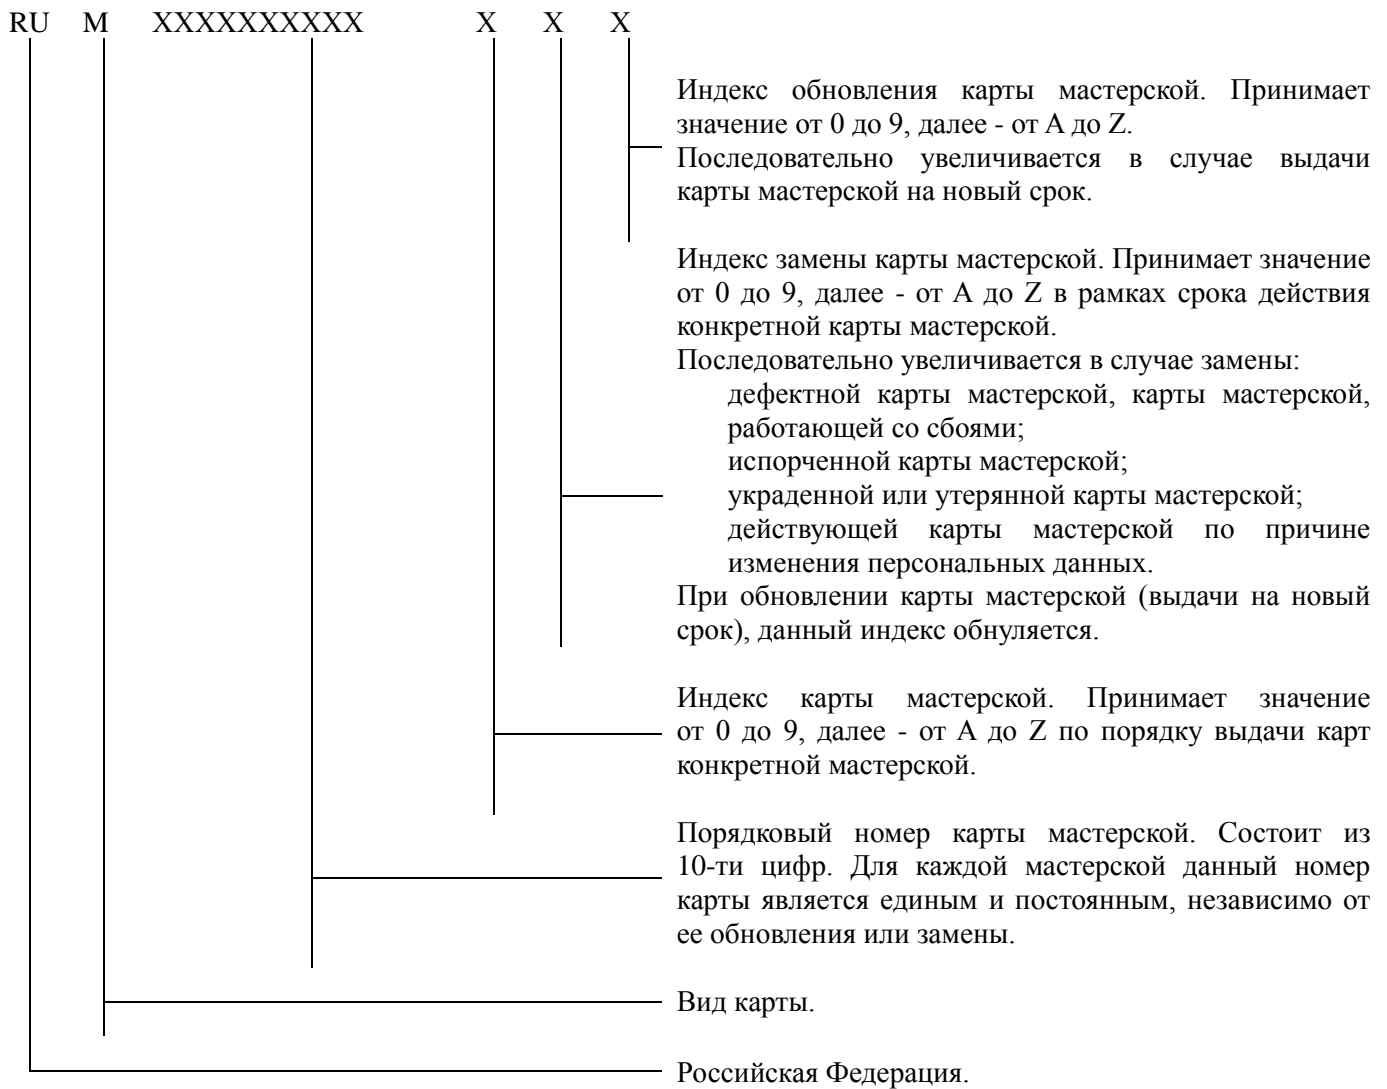 RU M XXXXXXXXXX X X X
Индекс обновления карты мастерской. Принимает
значение от 0 до 9, далее - от A до Z.
Последовательно увеличивается в случае выдачи
карты мастерской на новый срок.
Индекс замены карты мастерской. Принимает значение
от 0 до 9, далее - от A до Z в рамках срока действия
конкретной карты мастерской.
Последовательно увеличивается в случае замены:
дефектной карты мастерской, карты мастерской,
работающей со сбоями;
испорченной карты мастерской;
украденной или утерянной карты мастерской;
действующей карты мастерской по причине
изменения персональных данных.
При обновлении карты мастерской (выдачи на новый
срок), данный индекс обнуляется.
Индекс карты мастерской. Принимает значение
от 0 до 9, далее - от A до Z по порядку выдачи карт
конкретной мастерской.
Порядковый номер карты мастерской. Состоит из
10-ти цифр. Для каждой мастерской данный номер
карты является единым и постоянным, независимо от
ее обновления или замены.
Вид карты.
Российская Федерация.